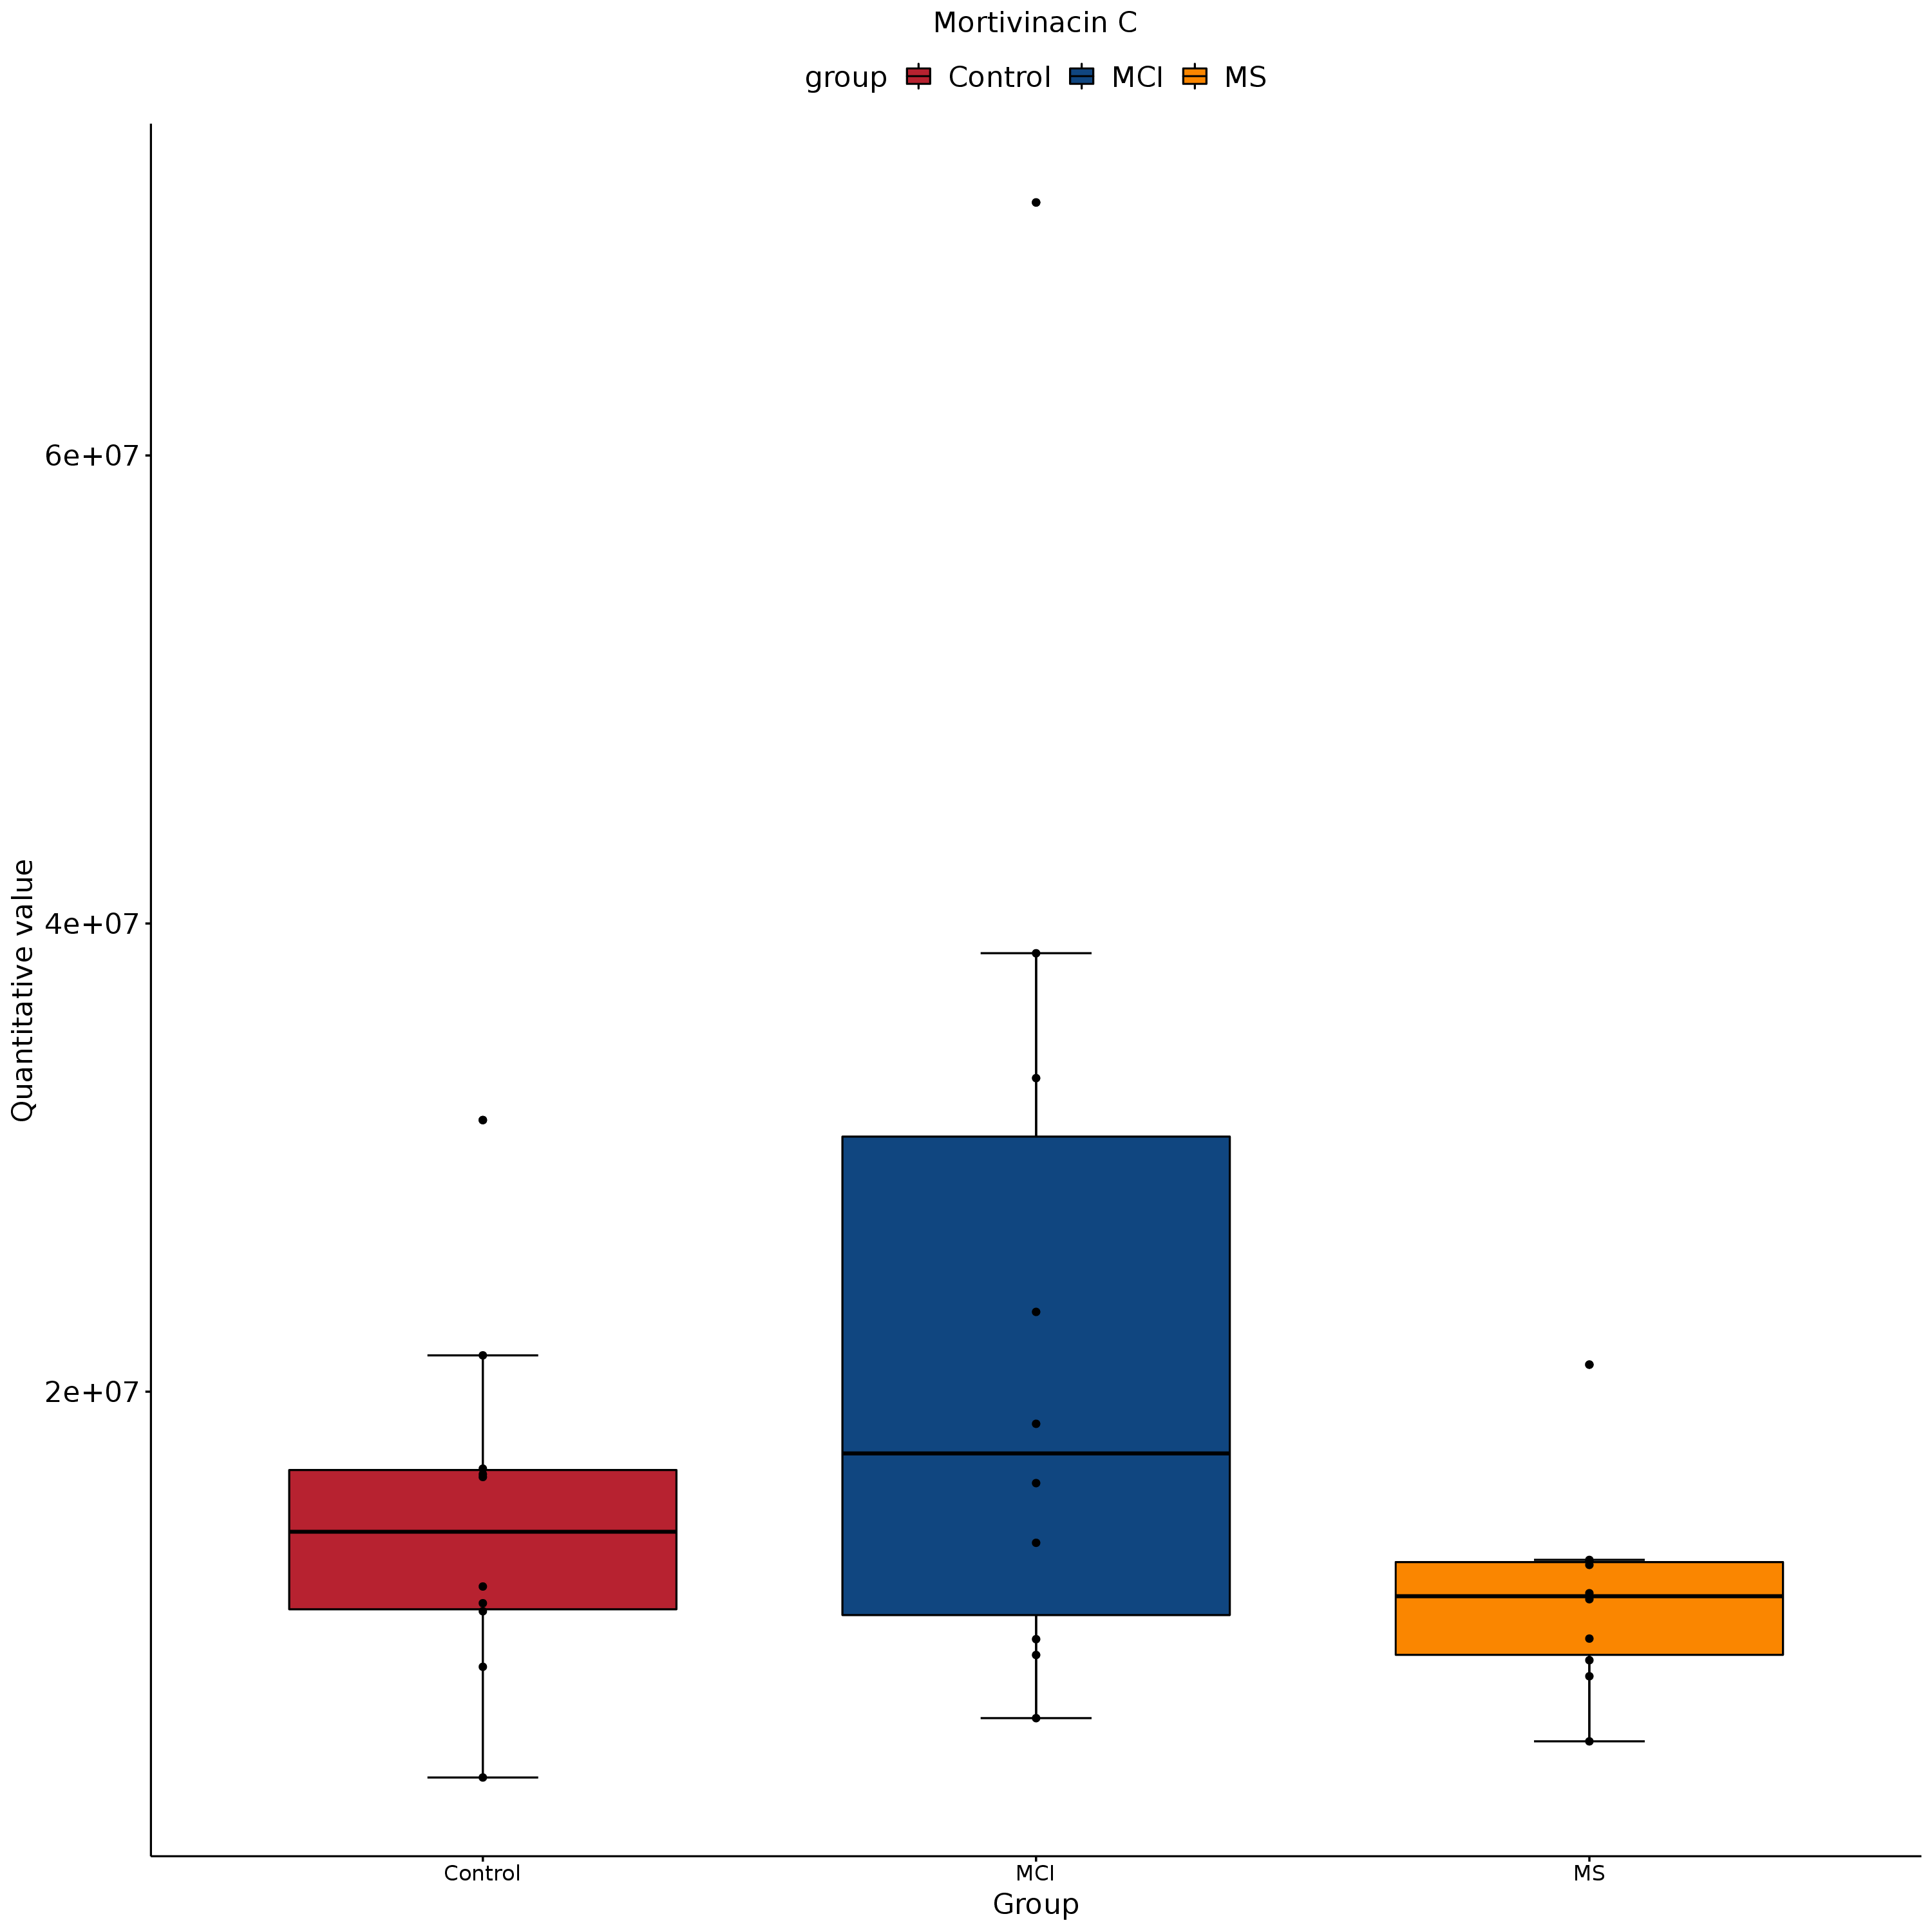 Mortivinacin C
group Control MCI MS
Quantitative value
6e+07
4e+07
2e+07
Control MCI MS
Group